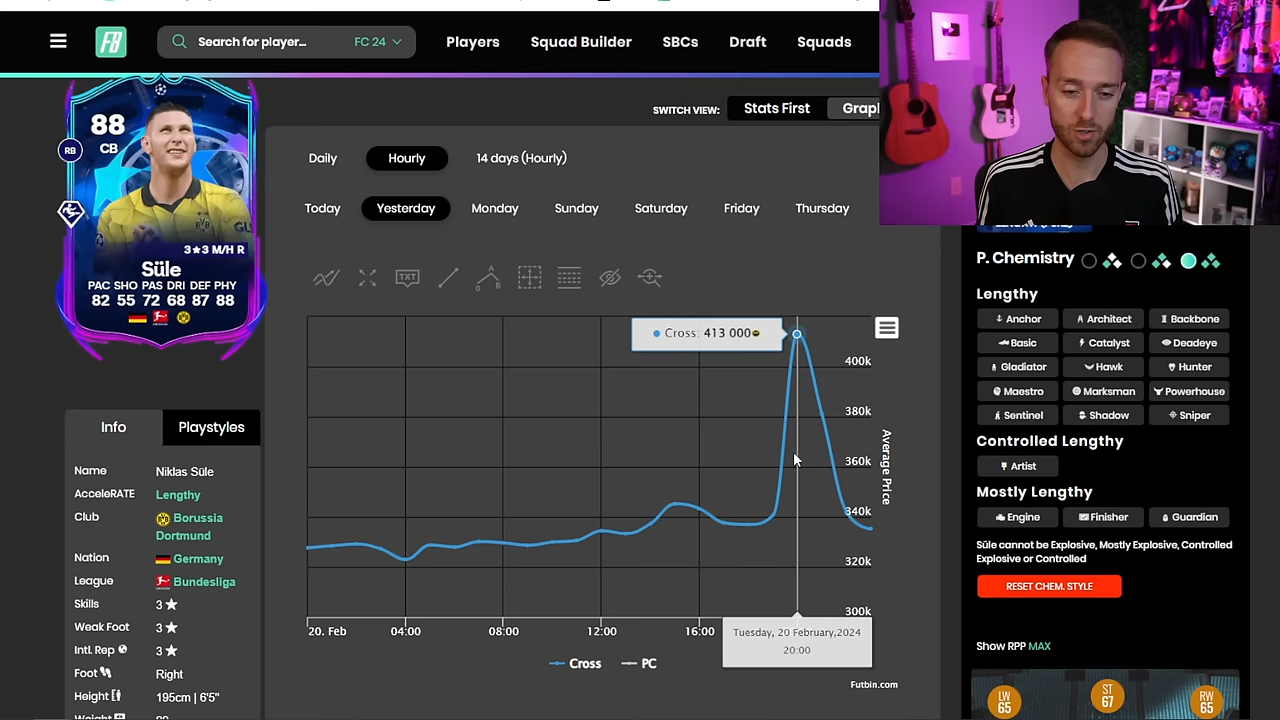 FB
Search for player...
FC 24
Players
Squad Builder
SBCs
Draft
Squads
88
CB
RB
3★3 M/H R
Süle
PAC SHO PAS DRI DEF PHY
82 55 72 68 87 88
SWITCH VIEW:
Stats First
Daily
Hourly
14 days (Hourly)
Today
Yesterday
Monday
Sunday
Saturday
Friday
Thursday
TXT
Cross: 413 000
400k
380k
360k
340k
320k
300k
Average Price
20. Feb
04:00
08:00
12:00
16:00
Tuesday, 20 February,2024
20:00
Cross
PC
Futbin.com
Info
Playstyles
Name
Niklas Süle
AcceleRATE
Lengthy
Club
Borussia
Dortmund
Nation
Germany
League
Bundesliga
Skills
3 ★
Weak Foot
3 ★
Intl. Rep
3 ★
Foot
Right
Height
195cm | 6'5"
P. Chemistry
Lengthy
Anchor
Architect
Backbone
Basic
Catalyst
Deadeye
Gladiator
Hawk
Hunter
Maestro
Marksman
Powerhouse
Sentinel
Shadow
Sniper
Controlled Lengthy
Artist
Mostly Lengthy
Engine
Finisher
Guardian
Süle cannot be Explosive, Mostly Explosive, Controlled
Explosive or Controlled
RESET CHEM. STYLE
Show RPP MAX
LW
65
ST
67
RW
65